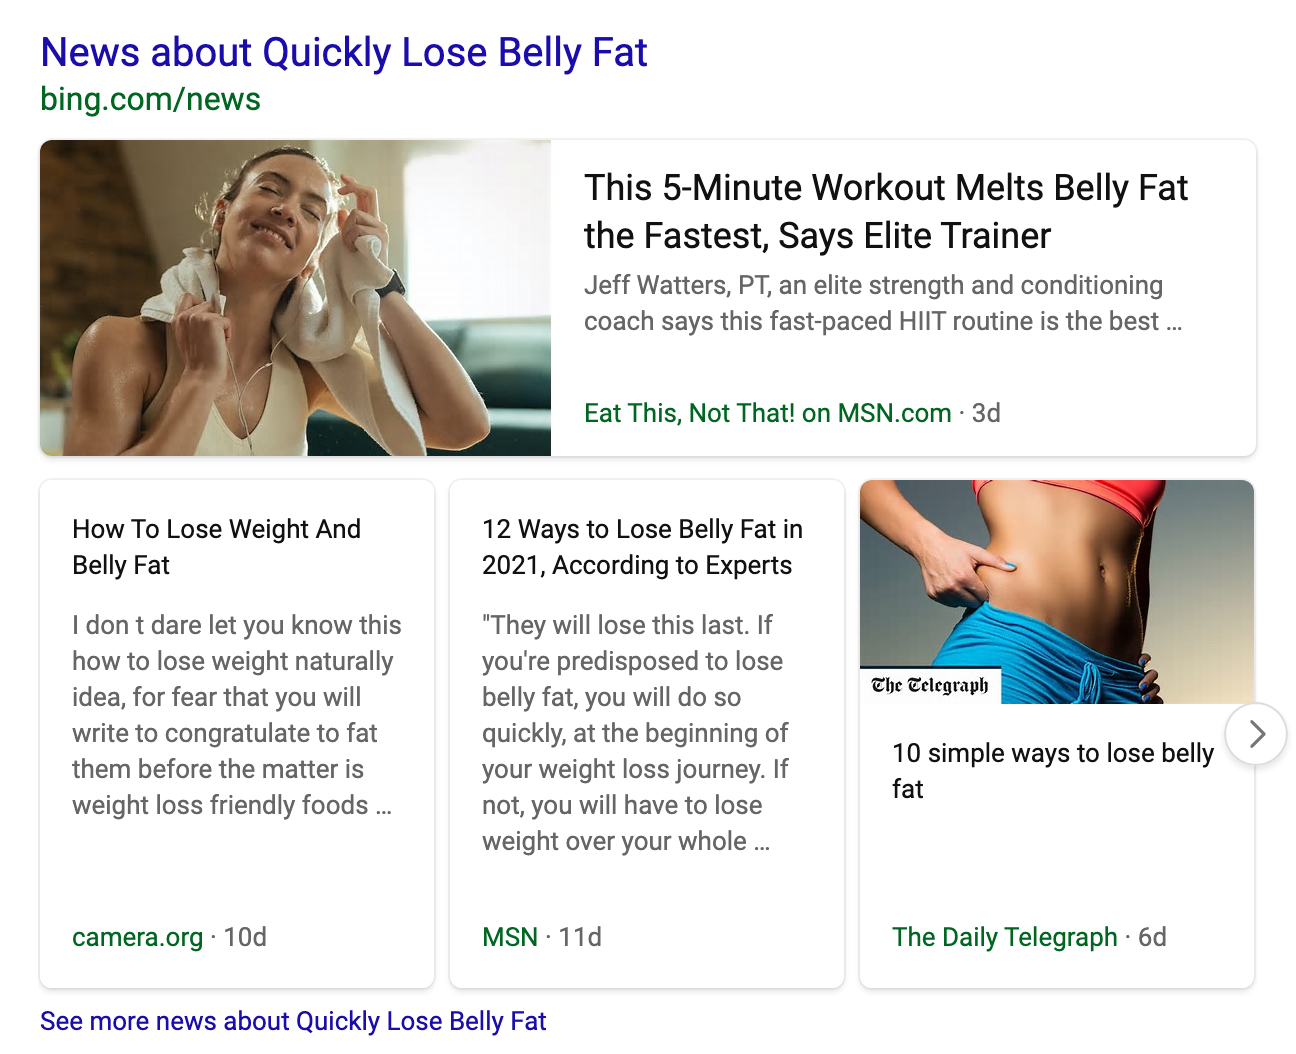 News about Quickly Lose Belly Fat
bing.com/news
This 5-Minute Workout Melts Belly Fat
the Fastest, Says Elite Trainer
Jeff Watters, PT, an elite strength and conditioning
coach says this fast-paced HIIT routine is the best ...
Eat This, Not That! on MSN.com · 3d
How To Lose Weight And
Belly Fat
I don t dare let you know this
how to lose weight naturally
idea, for fear that you will
write to congratulate to fat
them before the matter is
weight loss friendly foods ...
camera.org · 10d
12 Ways to Lose Belly Fat in
2021, According to Experts
"They will lose this last. If
you're predisposed to lose
belly fat, you will do so
quickly, at the beginning of
your weight loss journey. If
not, you will have to lose
weight over your whole ...
MSN · 11d
The Telegraph
10 simple ways to lose belly
fat
The Daily Telegraph · 6d
See more news about Quickly Lose Belly Fat